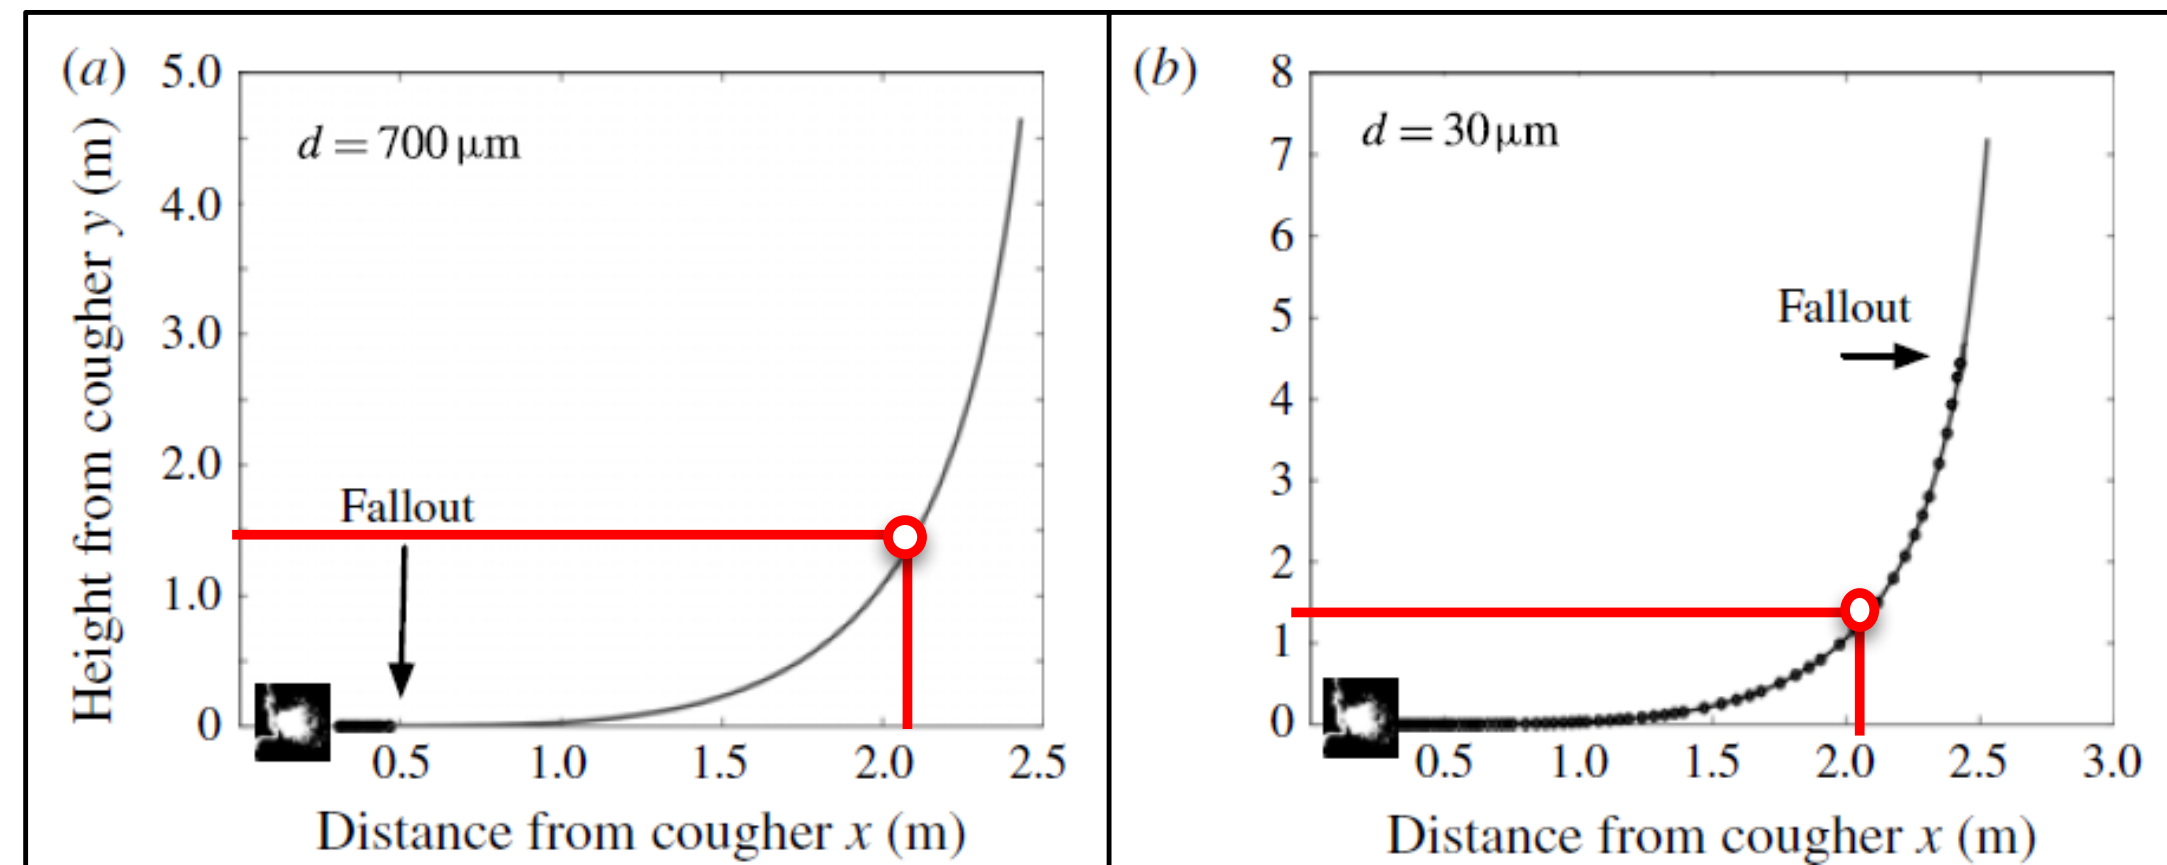 (a)
5.0
4.0
3.0
2.0
1.0
0
Height from cougher y (m)
d = 700 μm
Fallout
0.5 1.0 1.5 2.0 2.5
Distance from cougher x (m)
(b)
8
7
6
5
4
3
2
1
0
d = 30 μm
Fallout
0.5 1.0 1.5 2.0 2.5 3.0
Distance from cougher x (m)